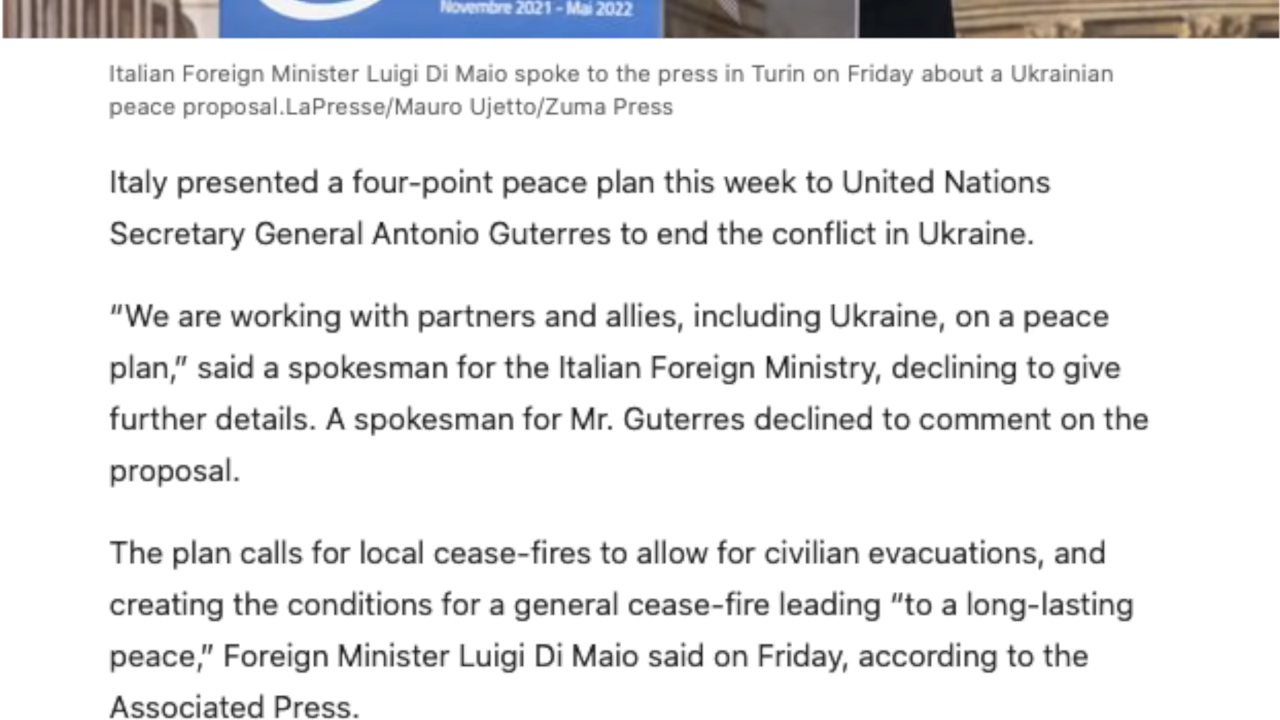 Novembre 2021 - Mai 2022
Italian Foreign Minister Luigi Di Maio spoke to the press in Turin on Friday about a Ukrainian
peace proposal.LaPresse/Mauro Ujetto/Zuma Press
Italy presented a four-point peace plan this week to United Nations
Secretary General Antonio Guterres to end the conflict in Ukraine.
“We are working with partners and allies, including Ukraine, on a peace
plan,” said a spokesman for the Italian Foreign Ministry, declining to give
further details. A spokesman for Mr. Guterres declined to comment on the
proposal.
The plan calls for local cease-fires to allow for civilian evacuations, and
creating the conditions for a general cease-fire leading “to a long-lasting
peace,” Foreign Minister Luigi Di Maio said on Friday, according to the
Associated Press.